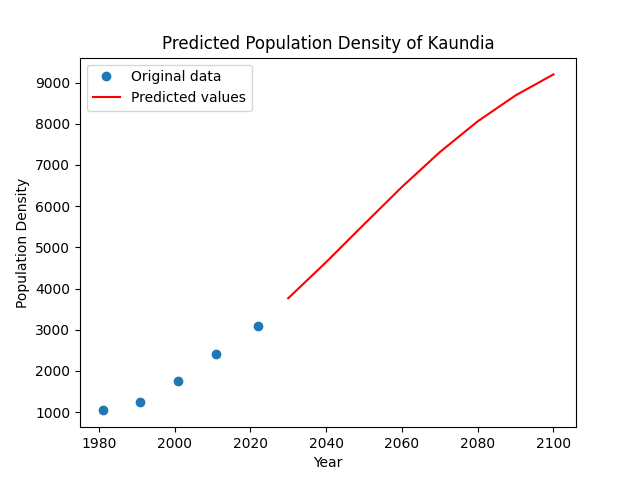 Predicted Population Density of Kaundia
Original data
Predicted values
9000
8000
7000
6000
5000
4000
3000
2000
1000
Population Density
1980 2000 2020 2040 2060 2080 2100
Year